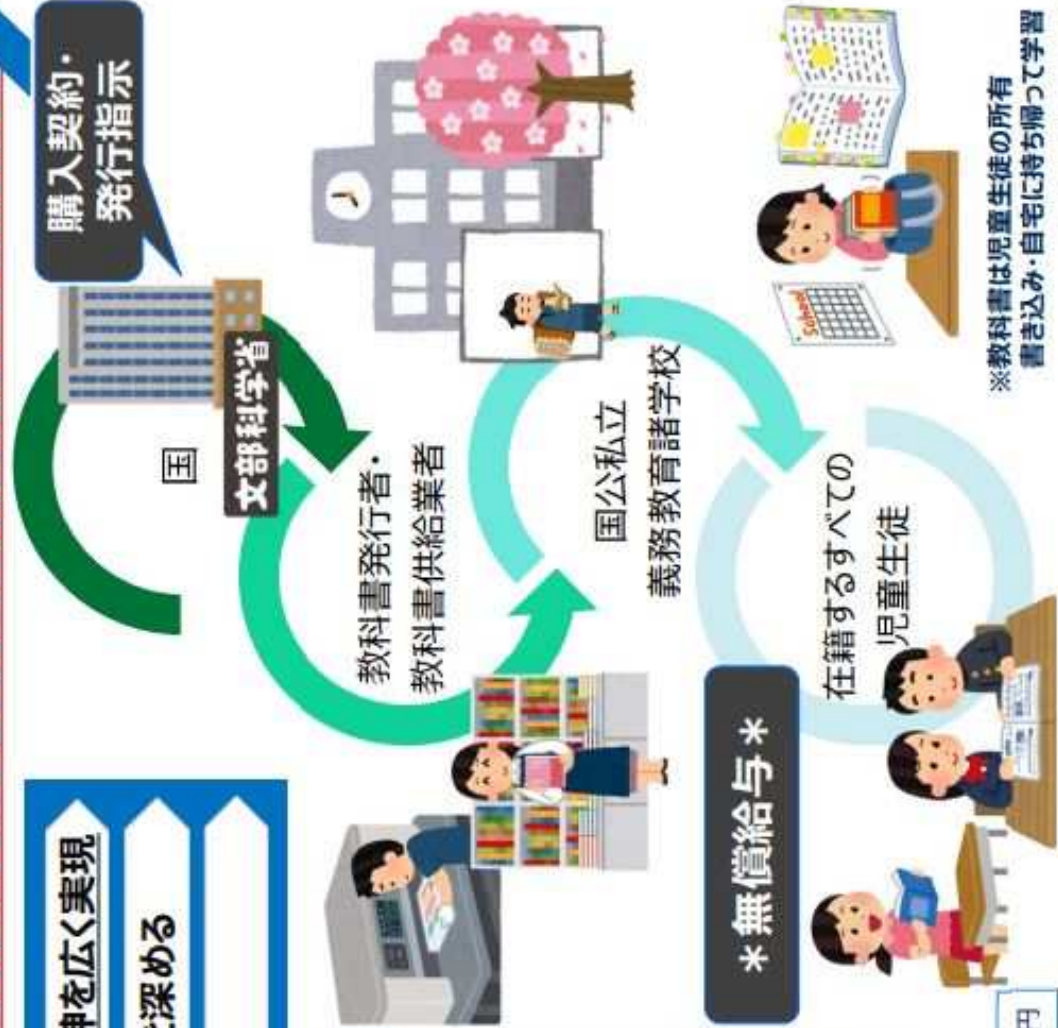 神を広く実現
深める
購入契約・
発行指示
国
文部科学省
教科書発行者・
教科書供給業者
国公私立
義務教育諸学校
*無償給与*
在籍するすべての
児童生徒
School
※教科書は児童生徒の所有
書き込み・自宅に持ち帰って学習
円